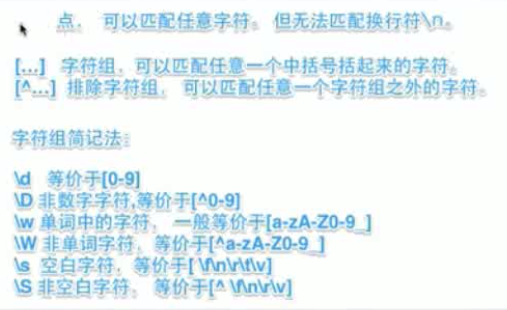 点， 可以匹配任意字符。 但无法匹配换行符\n。
[...] 字符组，可以匹配任意一个中括号括起来的字符。
[^...] 排除字符组， 可以匹配任意一个字符组之外的字符。
字符组简记法：
\d 等价于[0-9]
\D 非数字字符,等价于[^0-9]
\w 单词中的字符， 一般等价于[a-zA-Z0-9_]
\W 非单词字符，等价于[^a-zA-Z0-9_]
\s 空白字符，等价于[ \f\n\r\t\v]
\S 非空白字符， 等价于[^ \f\n\r\v]